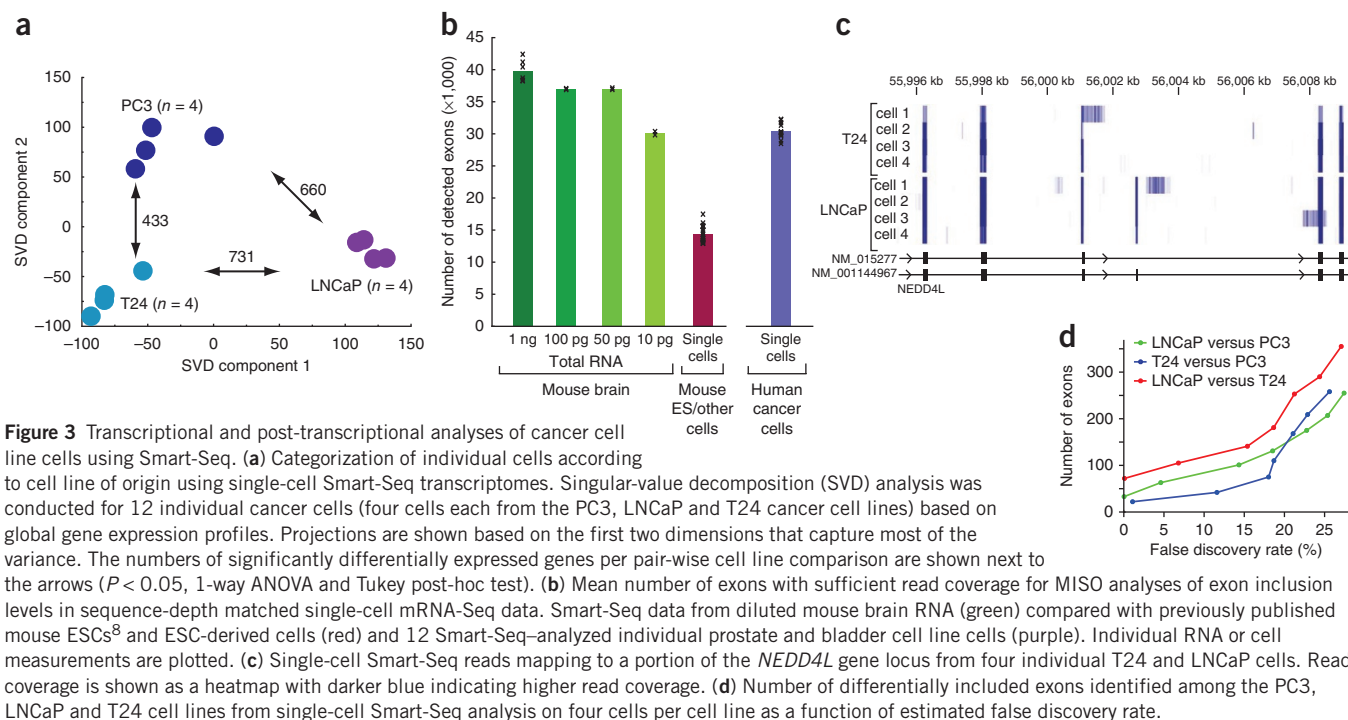 a
SVD component 2
150
100
50
0
–50
–100
PC3 (n = 4)
660
433
731
LNCaP (n = 4)
T24 (n = 4)
–100 –50 0 50 100 150
SVD component 1
b
Number of detected exons (×1,000)
45
40
35
30
25
20
15
10
5
0
1 ng 100 pg 50 pg 10 pg Single cells Single cells
Total RNA
Mouse brain
Mouse ES/other cells
Human cancer cells
c
55,996 kb 55,998 kb 56,000 kb 56,002 kb 56,004 kb 56,006 kb 56,008 kb
T24
cell 1
cell 2
cell 3
cell 4
LNCaP
cell 1
cell 2
cell 3
cell 4
NM_015277
NM_001144967
NEDD4L
d
LNCaP versus PC3
T24 versus PC3
LNCaP versus T24
Number of exons
300
200
100
0
0 5 10 15 20 25
False discovery rate (%)
Figure 3 Transcriptional and post-transcriptional analyses of cancer cell
line cells using Smart-Seq. (a) Categorization of individual cells according
to cell line of origin using single-cell Smart-Seq transcriptomes. Singular-value decomposition (SVD) analysis was
conducted for 12 individual cancer cells (four cells each from the PC3, LNCaP and T24 cancer cell lines) based on
global gene expression profiles. Projections are shown based on the first two dimensions that capture most of the
variance. The numbers of significantly differentially expressed genes per pair-wise cell line comparison are shown next to
the arrows (P < 0.05, 1-way ANOVA and Tukey post-hoc test). (b) Mean number of exons with sufficient read coverage for MISO analyses of exon inclusion
levels in sequence-depth matched single-cell mRNA-Seq data. Smart-Seq data from diluted mouse brain RNA (green) compared with previously published
mouse ESCs8 and ESC-derived cells (red) and 12 Smart-Seq–analyzed individual prostate and bladder cell line cells (purple). Individual RNA or cell
measurements are plotted. (c) Single-cell Smart-Seq reads mapping to a portion of the NEDD4L gene locus from four individual T24 and LNCaP cells. Read
coverage is shown as a heatmap with darker blue indicating higher read coverage. (d) Number of differentially included exons identified among the PC3,
LNCaP and T24 cell lines from single-cell Smart-Seq analysis on four cells per cell line as a function of estimated false discovery rate.